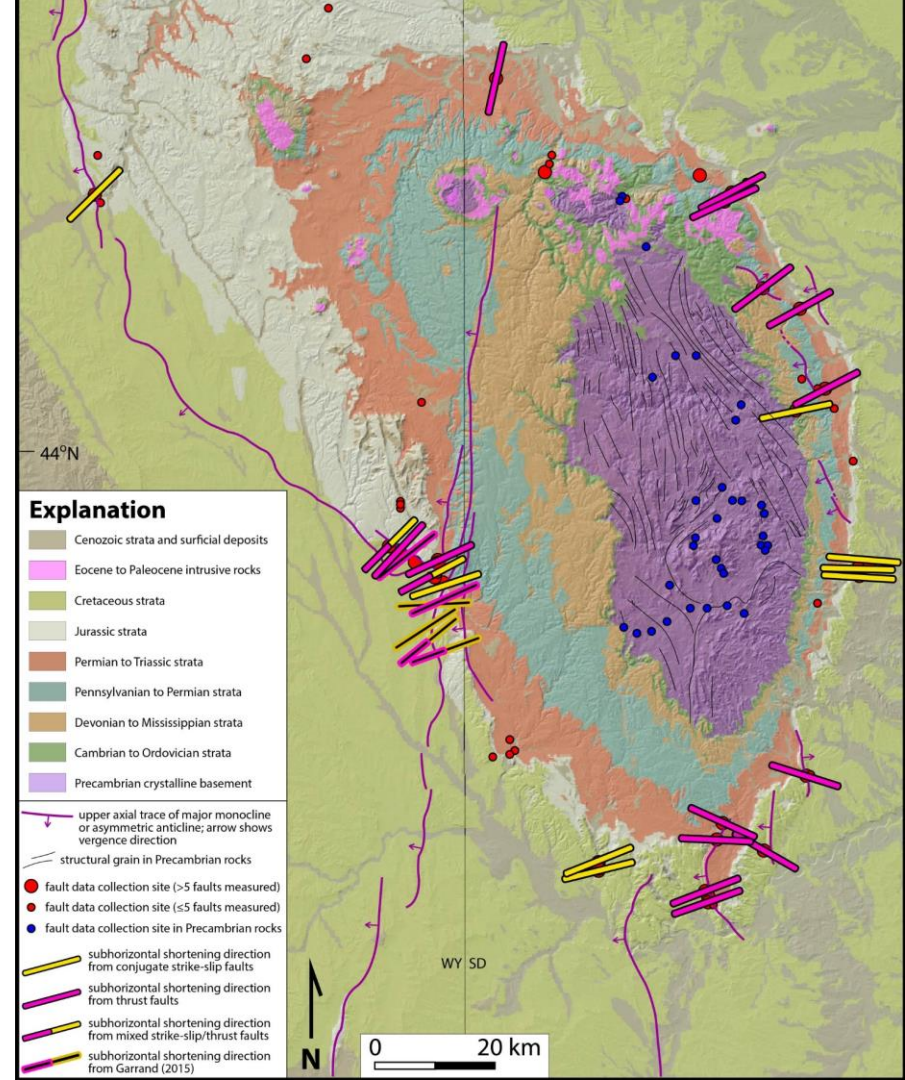 44°N
Explanation
Cenozoic strata and surficial deposits
Eocene to Paleocene intrusive rocks
Cretaceous strata
Jurassic strata
Permian to Triassic strata
Pennsylvanian to Permian strata
Devonian to Mississippian strata
Cambrian to Ordovician strata
Precambrian crystalline basement
upper axial trace of major monocline
or asymmetric anticline; arrow shows
vergence direction
structural grain in Precambrian rocks
fault data collection site (>5 faults measured)
fault data collection site (≤5 faults measured)
fault data collection site in Precambrian rocks
subhorizontal shortening direction
from conjugate strike-slip faults
subhorizontal shortening direction
from thrust faults
subhorizontal shortening direction
from mixed strike-slip/thrust faults
subhorizontal shortening direction
from Garrand (2015)
WY SD
N
0 20 km